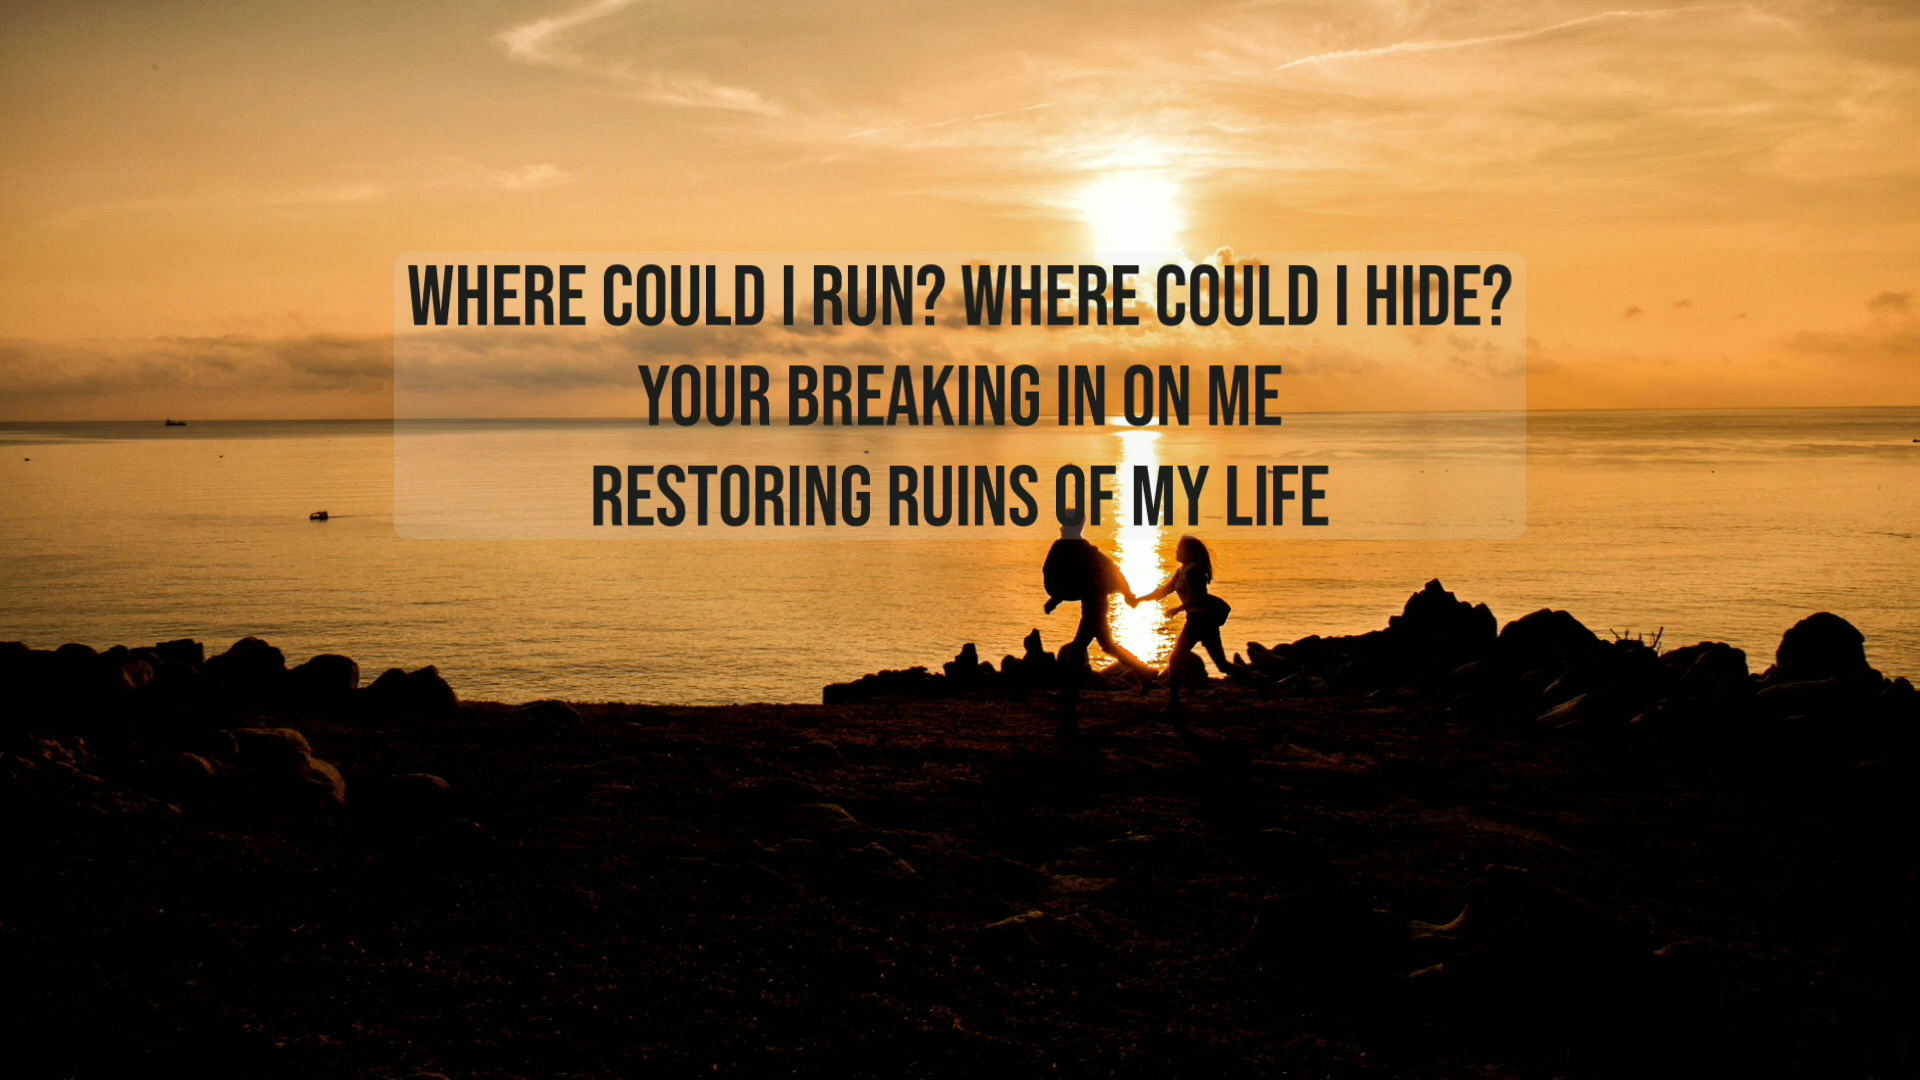 WHERE COULD I RUN? WHERE COULD I HIDE?
YOUR BREAKING IN ON ME
RESTORING RUINS OF MY LIFE